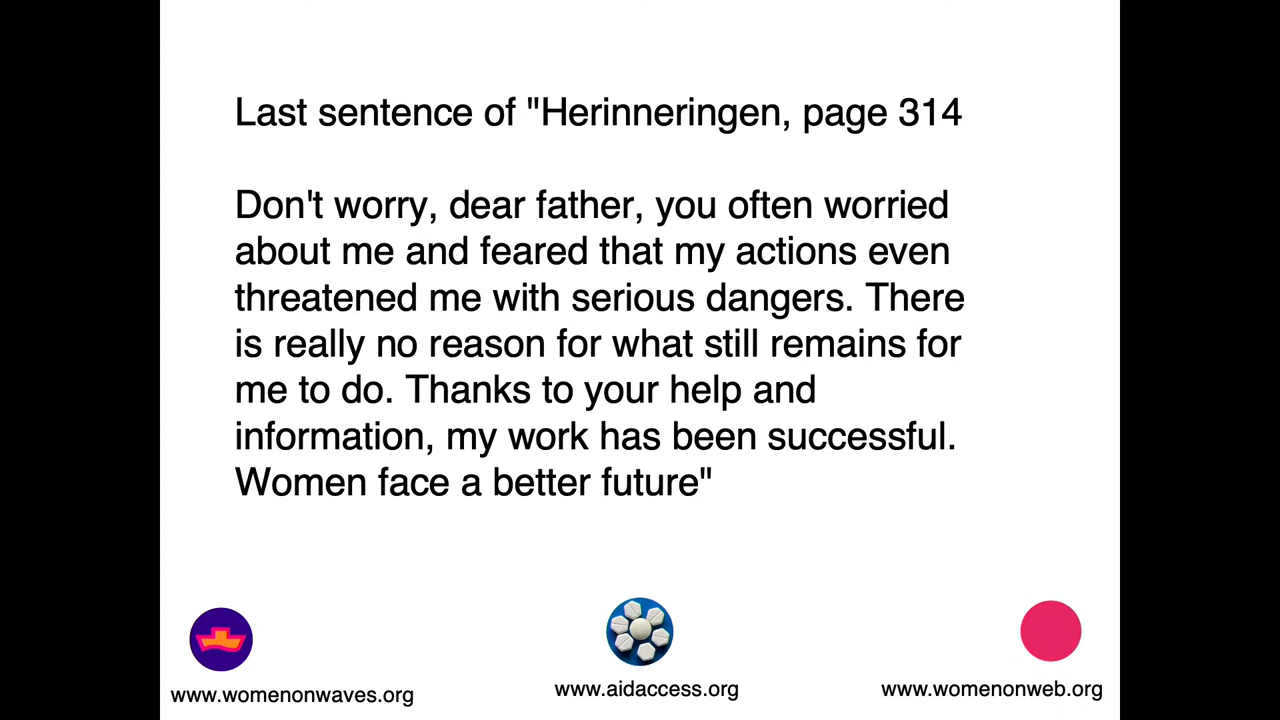 Last sentence of "Herinneringen, page 314
Don't worry, dear father, you often worried
about me and feared that my actions even
threatened me with serious dangers. There
is really no reason for what still remains for
me to do. Thanks to your help and
information, my work has been successful.
Women face a better future"
www.womenonwaves.org
www.aidaccess.org
www.womenonweb.org